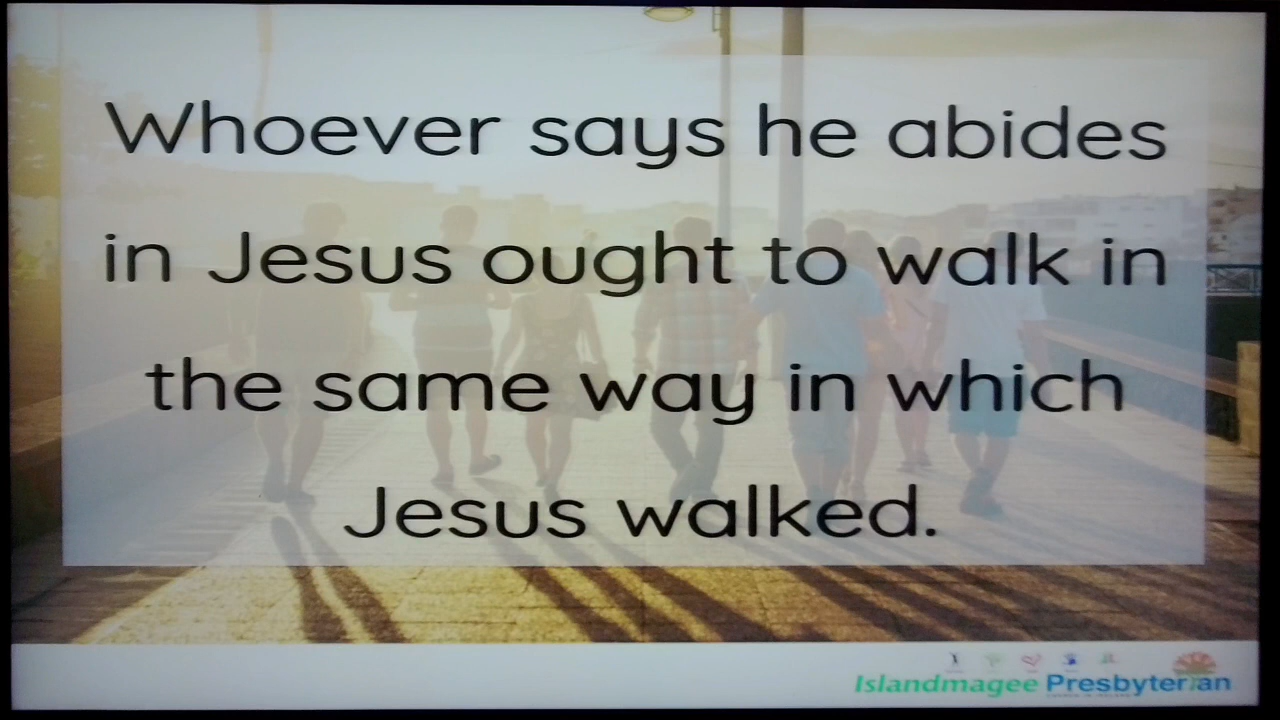 Whoever says he abides
in Jesus ought to walk in
the same way in which
Jesus walked.
Islandmagee Presbyterian